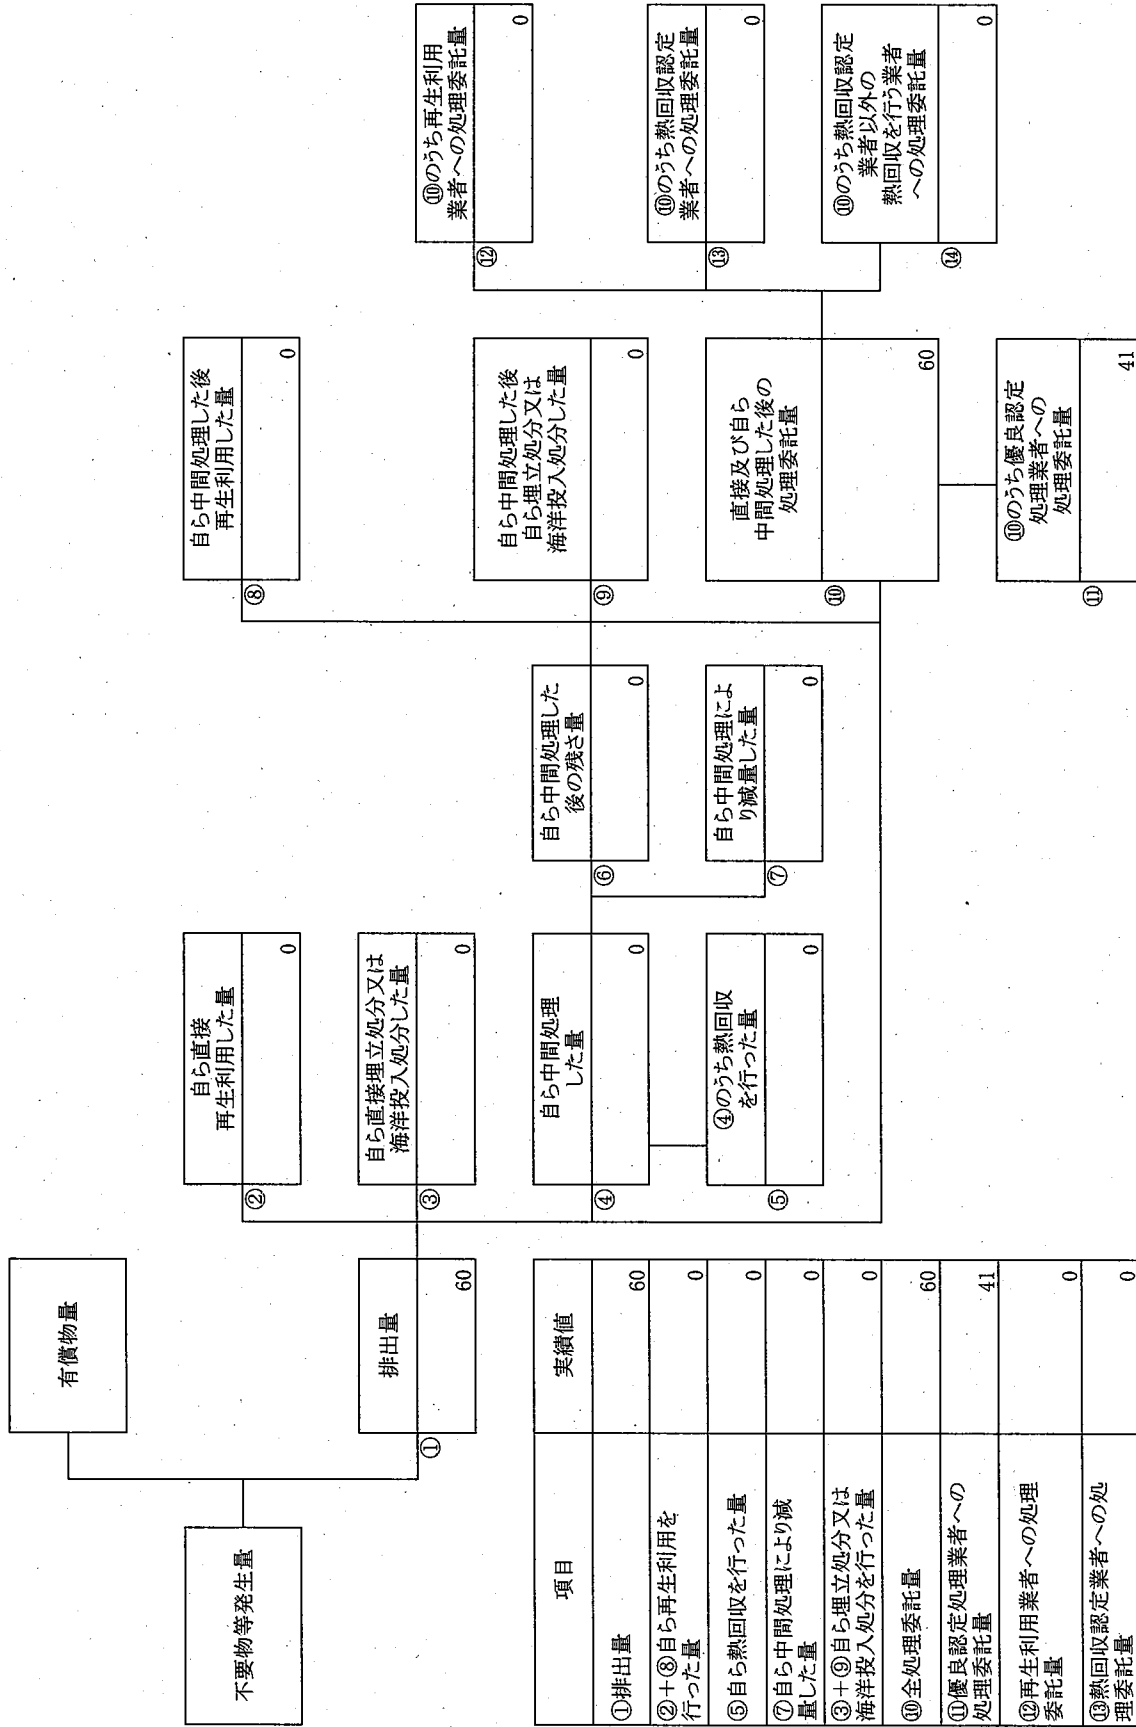 不要物等発生量
有償物量
①
排出量
60
②
自ら直接
再生利用した量
0
③
自ら直接埋立処分又は
海洋投入処分した量
0
④
自ら中間処理
した量
0
⑤
④のうち熱回収
を行った量
0
⑥
自ら中間処理した
後の残さ量
0
⑦
自ら中間処理によ
り減量した量
0
⑧
自ら中間処理した後
再生利用した量
0
⑨
自ら中間処理した後
自ら埋立処分又は
海洋投入処分した量
0
⑩
直接及び自ら
中間処理した後の
処理委託量
60
⑪
⑩のうち優良認定
処理業者への
処理委託量
41
⑫
⑩のうち再生利用
業者への処理委託量
0
⑬
⑩のうち熱回収認定
業者への処理委託量
0
⑭
⑩のうち熱回収認定
業者以外の
熱回収を行う業者
への処理委託量
0
項目
実績値
①排出量
60
②+⑧自ら再生利用を
行った量
0
⑤自ら熱回収を行った量
0
⑦自ら中間処理により減
量した量
0
③+⑨自ら埋立処分又は
海洋投入処分を行った量
0
⑩全処理委託量
60
⑪優良認定処理業者への
処理委託量
41
⑫再生利用業者への処理
委託量
0
⑬熱回収認定業者への処
理委託量
0